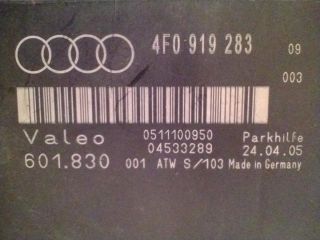 4F0 919 283 09
003
Valeo 0511100950 Parkhilfe
601.830 04533289 24.04.05
001 ATW S/103 Made in Germany